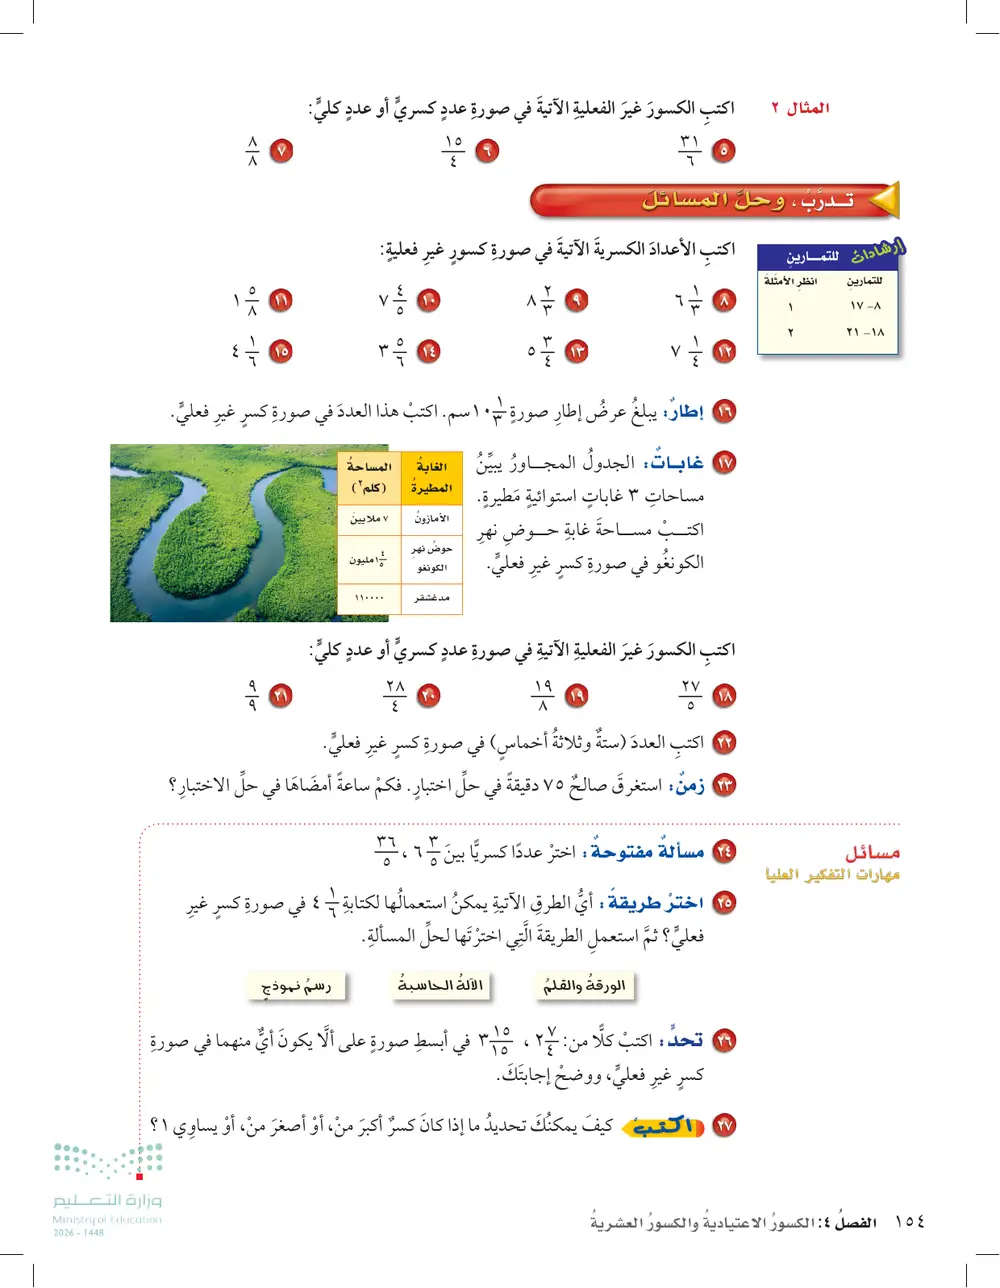 المثال ٢ اكتبِ الكسورَ غيرَ الفعليةِ الآتيةَ في صورةِ عددٍ كسريٍّ أو عددٍ كليٍّ:
٥ ٣١/٦ ٦ ١٥/٤ ٧ ٨/٨
تـدرَّبْ، وحلَّ المسائلَ
إرشاداتٌ للتمـــارينِ
للتمارينِ انظرِ الأمثلةَ
٨–١٧ ١
١٨–٢١ ٢
اكتبِ الأعدادَ الكسريةَ الآتيةَ في صورةِ كسورٍ غيرِ فعليةٍ:
٨ ٦ ١/٣ ٩ ٨ ٢/٣ ١٠ ٧ ٤/٥ ١١ ١ ٥/٨
١٢ ٧ ١/٤ ١٣ ٥ ٣/٤ ١٤ ٣ ٥/٦ ١٥ ٤ ١/٦
١٦ إطارٌ: يبلغُ عرضُ إطارِ صورةٍ ١٠ ١/٣ سم. اكتبْ هذا العددَ في صورةِ كسرٍ غيرِ فعليٍّ.
١٧ غابـاتٌ: الجدولُ المجـــاورُ يبيِّنُ
مساحاتِ ٣ غاباتٍ استوائيةٍ مَطيرةٍ.
اكتـــبْ مســـاحةَ غابةِ حـــوضِ نهرِ
الكونغُو في صورةِ كسرٍ غيرِ فعليٍّ.
الغابةُ المطيرةُ المساحةُ (كلم٢)
الأمازونُ ٧ ملايينَ
حوضُ نهرِ الكونغو ١ ٤/٥ مليون
مدغشقر ١١٠٠٠٠
اكتبِ الكسورَ غيرَ الفعليةِ الآتيةِ في صورةِ عددٍ كسريٍّ أو عددٍ كليٍّ:
١٨ ٢٧/٥ ١٩ ١٩/٨ ٢٠ ٢٨/٤ ٢١ ٩/٩
٢٢ اكتبِ العددَ (ستةٌ وثلاثةُ أخماسٍ) في صورةِ كسرٍ غيرِ فعليٍّ.
٢٣ زمنٌ: استغرقَ صالحٌ ٧٥ دقيقةً في حلِّ اختبارٍ. فكمْ ساعةً أمضَاهَا في حلِّ الاختبارِ؟
مسائل
مهارات التفكير العليا
٢٤ مسألةٌ مفتوحةٌ: اخترْ عددًا كسريًّا بينَ ٦ ٣/٥ ، ٣٦/٥
٢٥ اخترْ طريقةً: أيُّ الطرقِ الآتيةِ يمكنُ استعمالُها لكتابةِ ٤ ١/٦ في صورةِ كسرٍ غيرِ
فعليٍّ؟ ثمَّ استعملِ الطريقةَ الَّتِي اخترْتَها لحلِّ المسألةِ.
الورقةُ والقلمُ الآلةُ الحاسبةُ رسمُ نموذجٍ
٢٦ تحدٍّ: اكتبْ كلًّا من: ٢ ٧/٤ ، ٣ ١٥/١٥ في أبسطِ صورةٍ على ألَّا يكونَ أيٌّ منهما في صورةِ
كسرٍ غيرِ فعليٍّ، ووضحْ إجابتَكَ.
٢٧ اكتبْ كيفَ يمكنُكَ تحديدُ ما إذا كانَ كسرٌ أكبرَ منْ، أوْ أصغرَ منْ، أوْ يساوِي ١؟
وزارة التعـــليم
Ministry of Education
2026 - 1448
١٥٤ الفصلُ ٤: الكسورُ الاعتياديةُ والكسورُ العشريةُ